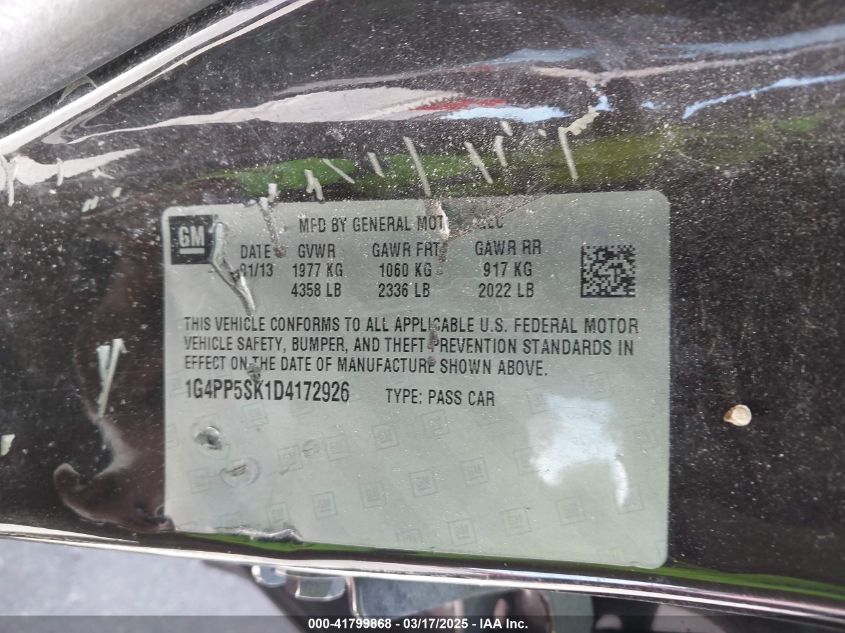 GM
MFD BY GENERAL LLC
DATE GVWR GAWR FRT GAWR RR
01/13 1977 KG 1060 KG 917 KG
4358 LB 2336 LB 2022 LB
THIS VEHICLE CONFORMS TO ALL APPLICABLE U.S. FEDERAL MOTOR
VEHICLE SAFETY, BUMPER, AND THEFT PREVENTION STANDARDS IN
EFFECT ON THE DATE OF MANUFACTURE SHOWN ABOVE.
1G4PP5SK1D4172926 TYPE: PASS CAR
000-41799868 — 03/17/2025 — IAA Inc.